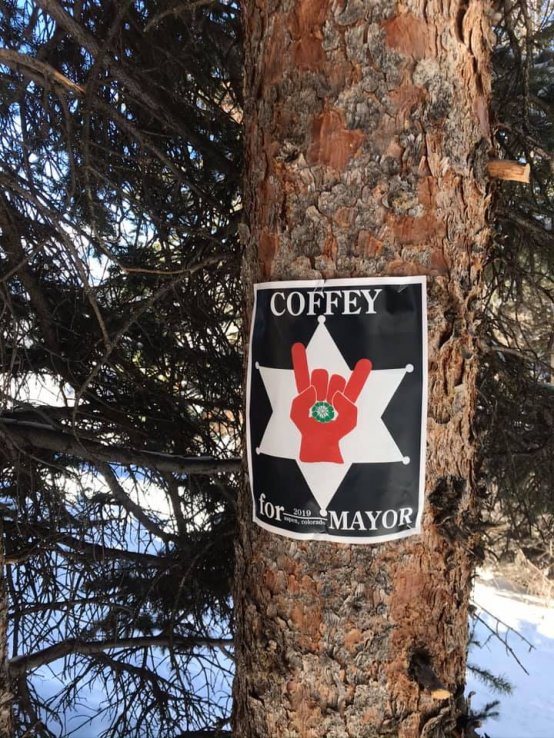 COFFEY
for 2019 MAYOR
aspen, colorado